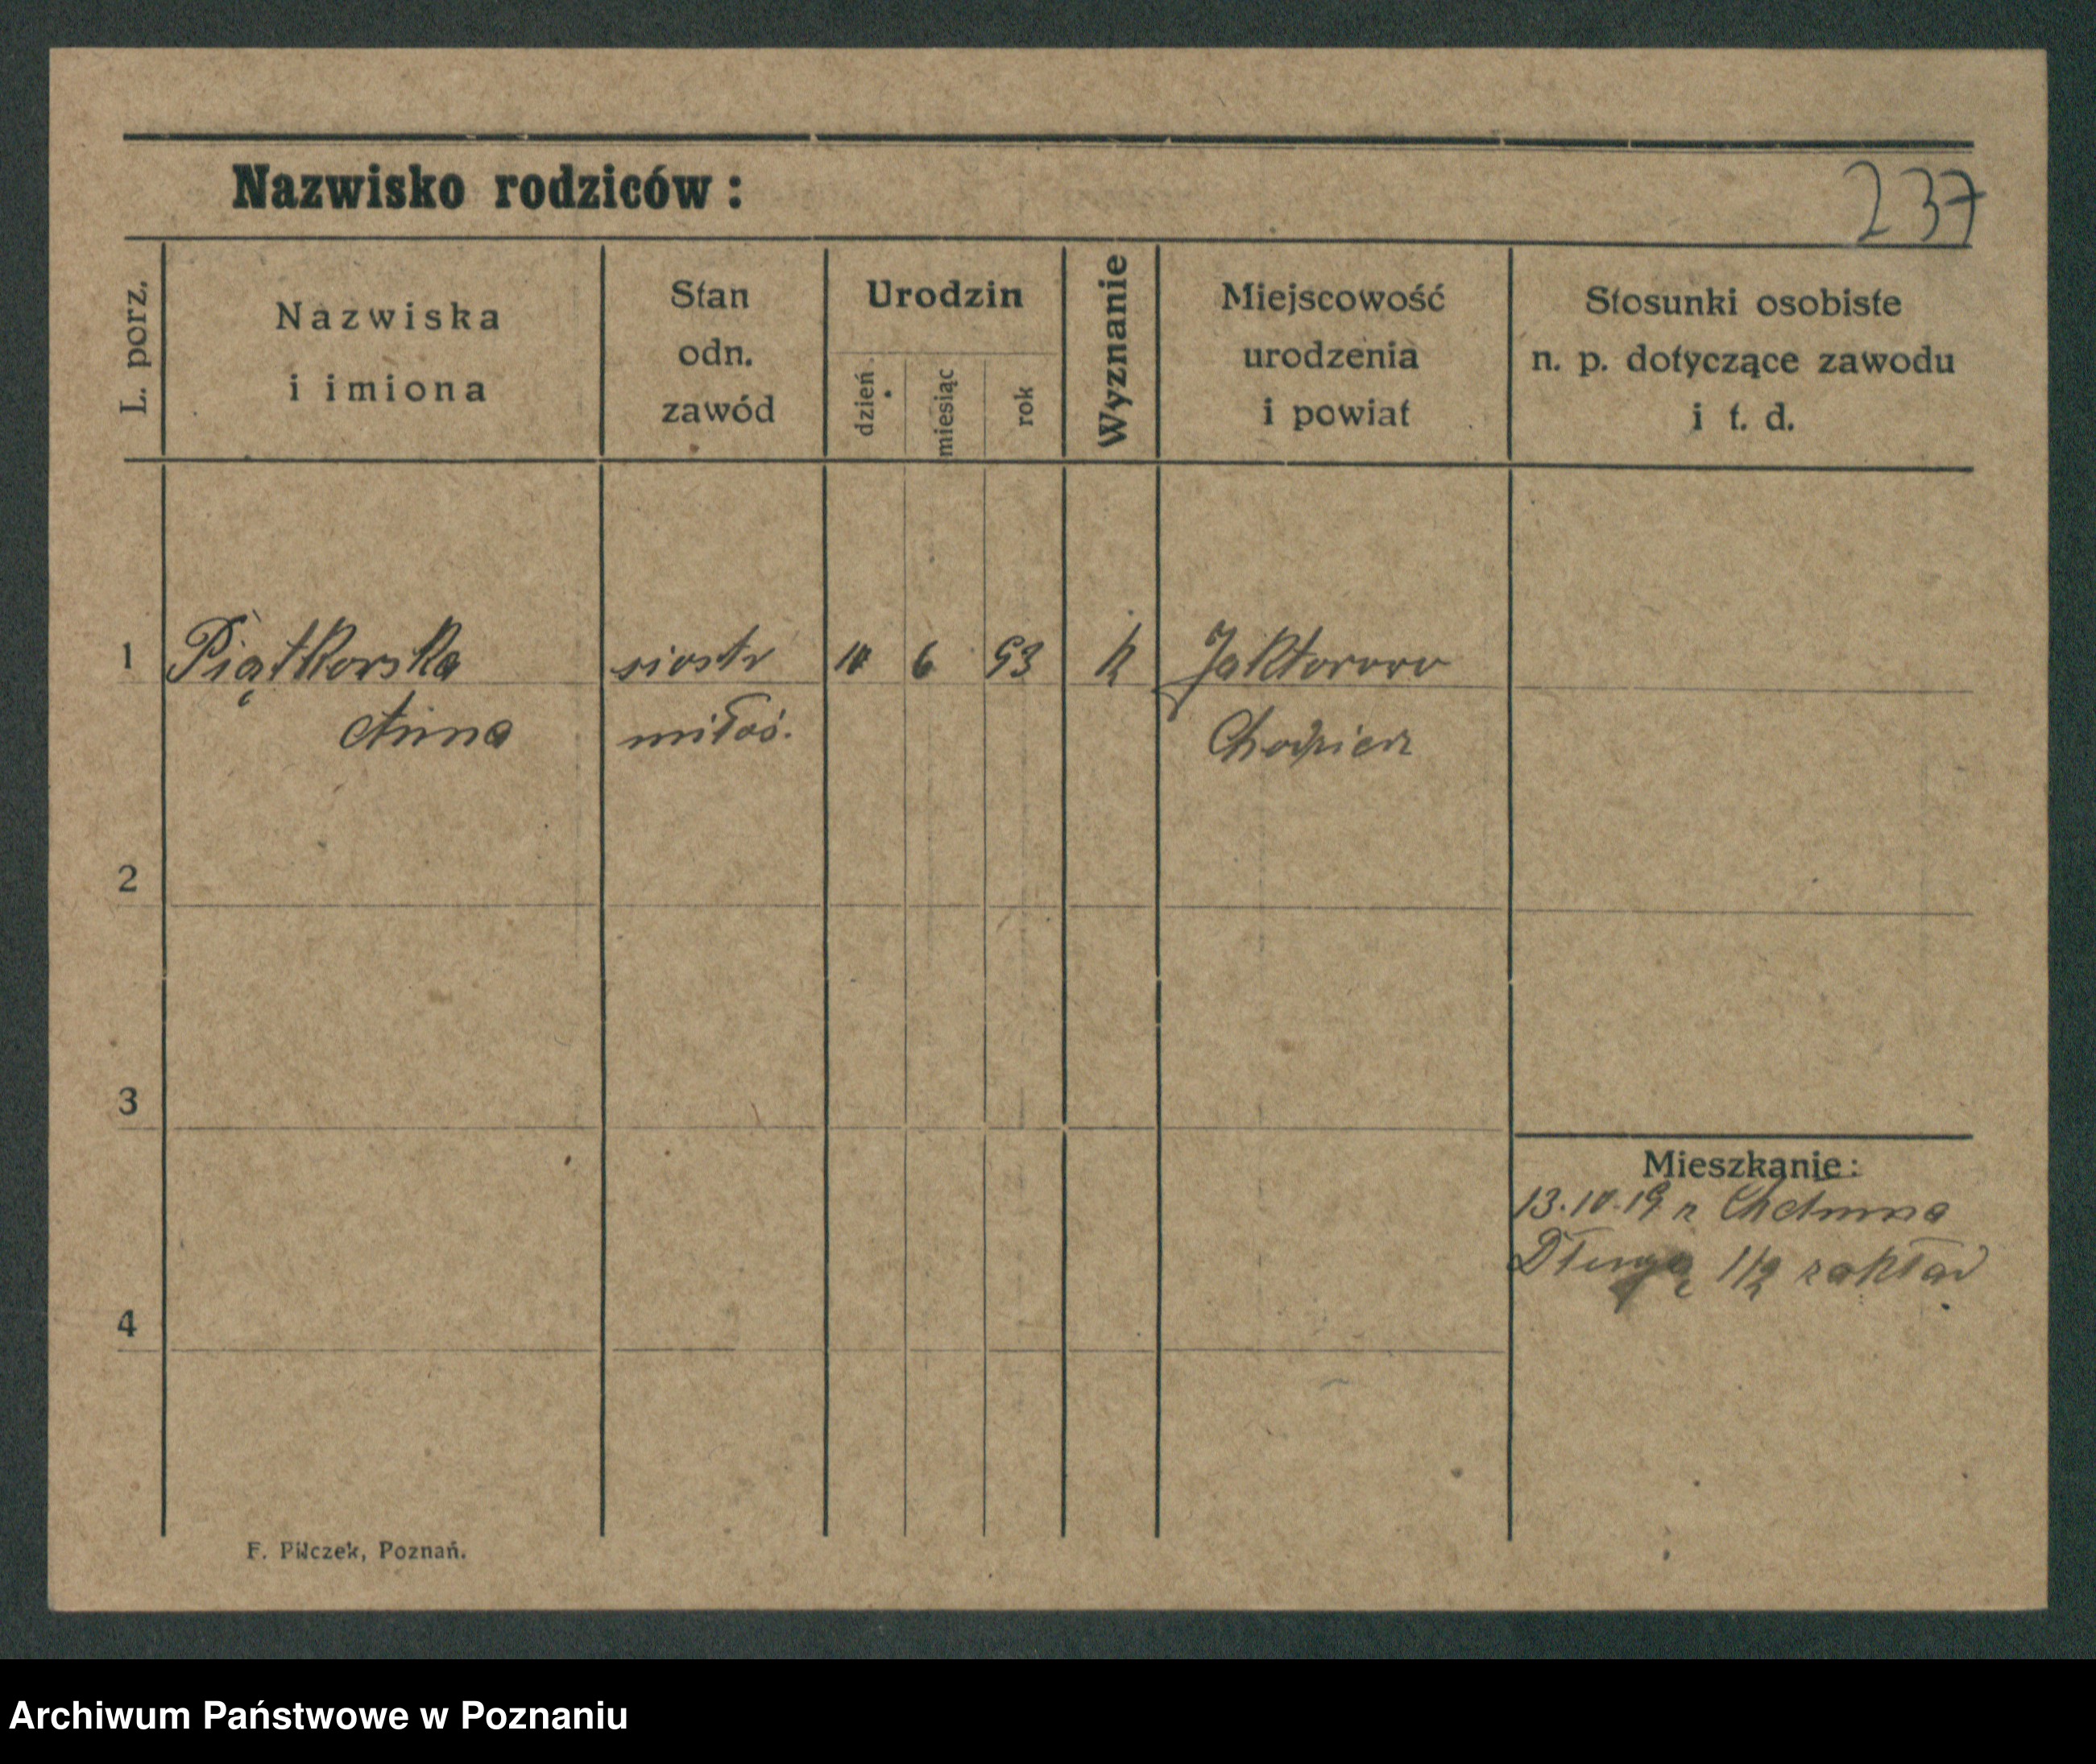 Nazwisko rodziców:
237
L. porz.
Nazwiska
i imiona
Stan
odn.
zawód
Urodzin
dzień
miesiąc
rok
Wyznanie
Miejscowość
urodzenia
i powiat
Stosunki osobiste
n. p. dotyczące zawodu
i t. d.
1 Piątkowska siostr 10 6 93 k Jaktorowo
Anna miłoś. Chodzież
2
3
Mieszkanie:
13.10.19 z
Długa 1/2 zakład
4
F. Pilczek, Poznań.
Archiwum Państwowe w Poznaniu